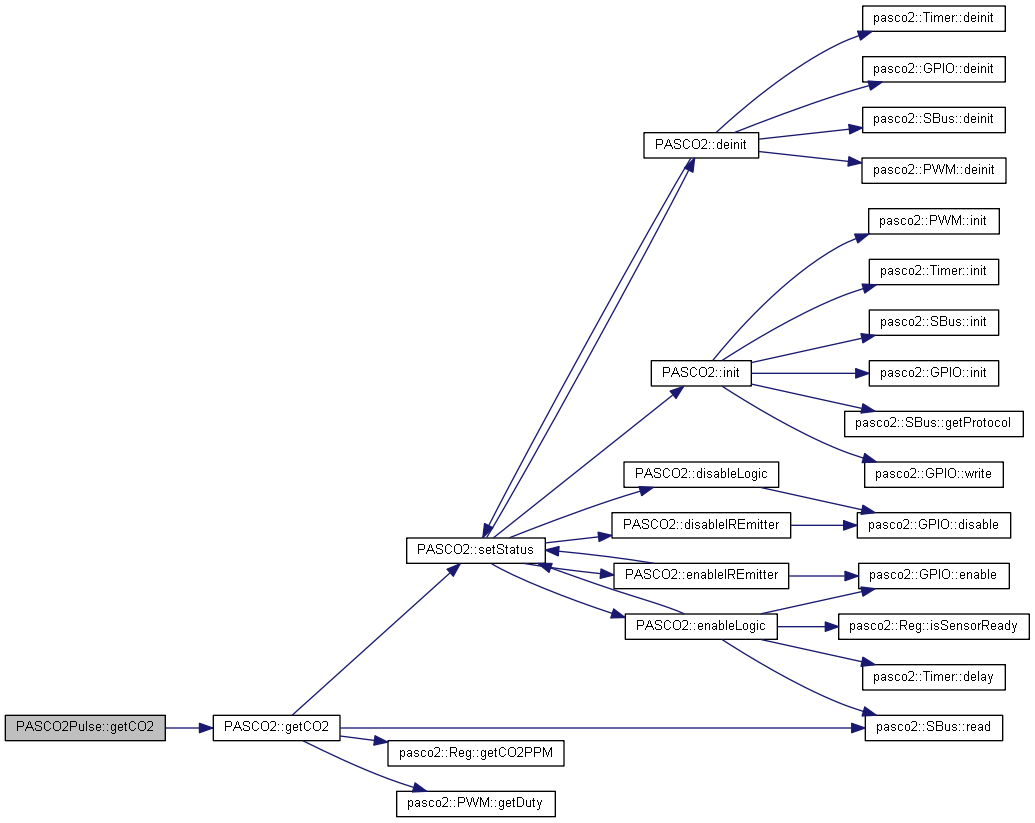 pasco2::Timer::deinit
pasco2::GPIO::deinit
pasco2::SBus::deinit
PASCO2::deinit
pasco2::PWM::deinit
pasco2::PWM::init
pasco2::Timer::init
pasco2::SBus::init
PASCO2::init
pasco2::GPIO::init
pasco2::SBus::getProtocol
PASCO2::disableLogic
pasco2::GPIO::write
PASCO2::disableIREmitter
pasco2::GPIO::disable
PASCO2::setStatus
PASCO2::enableIREmitter
pasco2::GPIO::enable
PASCO2::enableLogic
pasco2::Reg::isSensorReady
pasco2::Timer::delay
PASCO2Pulse::getCO2
PASCO2::getCO2
pasco2::SBus::read
pasco2::Reg::getCO2PPM
pasco2::PWM::getDuty